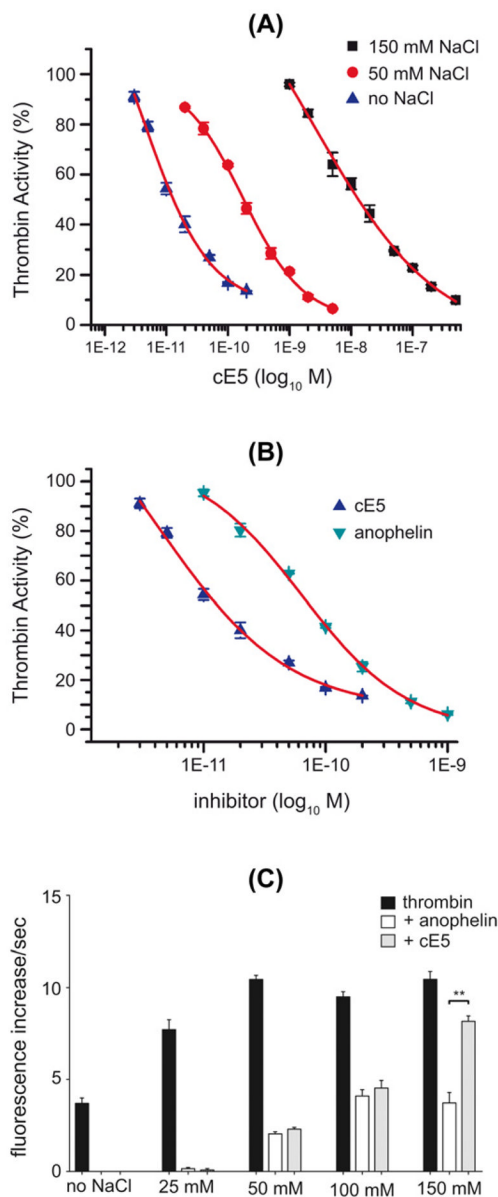 (A)
150 mM NaCl
50 mM NaCl
no NaCl
Thrombin Activity (%)
100
80
60
40
20
0
1E-12 1E-11 1E-10 1E-9 1E-8 1E-7
cE5 (log10 M)
(B)
cE5
anophelin
Thrombin Activity (%)
100
80
60
40
20
0
1E-11 1E-10 1E-9
inhibitor (log10 M)
(C)
thrombin
+ anophelin
+ cE5
**
fluorescence increase/sec
15
10
5
0
no NaCl 25 mM 50 mM 100 mM 150 mM